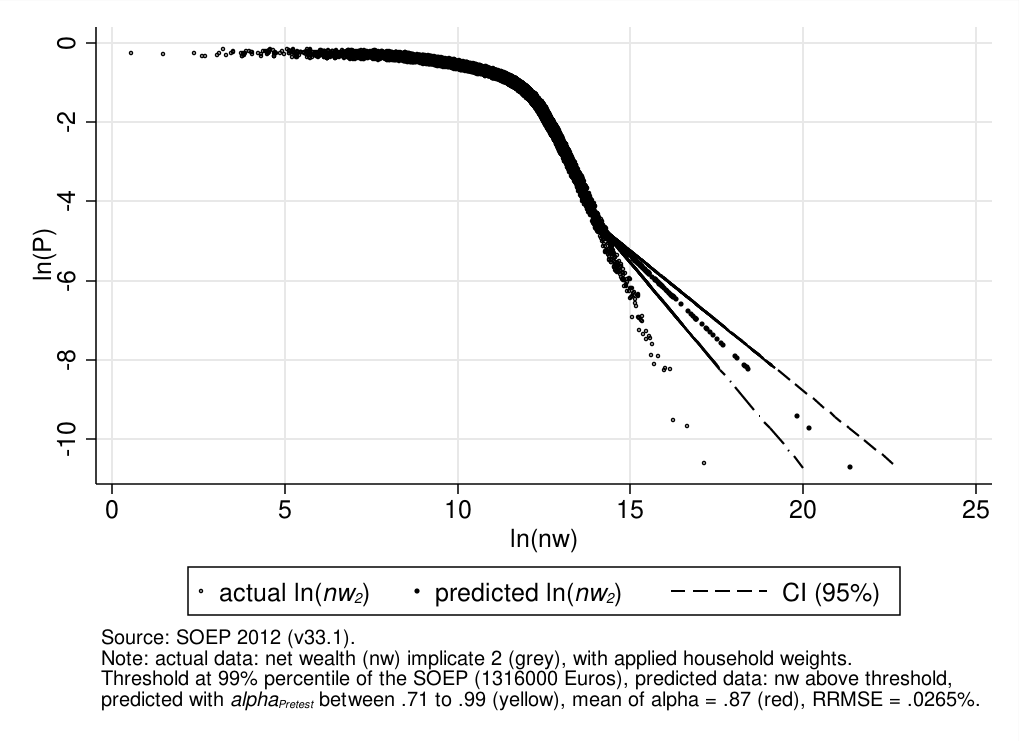 0
-2
-4
-6
-8
-10
ln(P)
0 5 10 15 20 25
ln(nw)
actual ln(nw₂) predicted ln(nw₂) CI (95%)
Source: SOEP 2012 (v33.1).
Note: actual data: net wealth (nw) implicate 2 (grey), with applied household weights.
Threshold at 99% percentile of the SOEP (1316000 Euros), predicted data: nw above threshold,
predicted with alphaPretest between .71 to .99 (yellow), mean of alpha = .87 (red), RRMSE = .0265%.